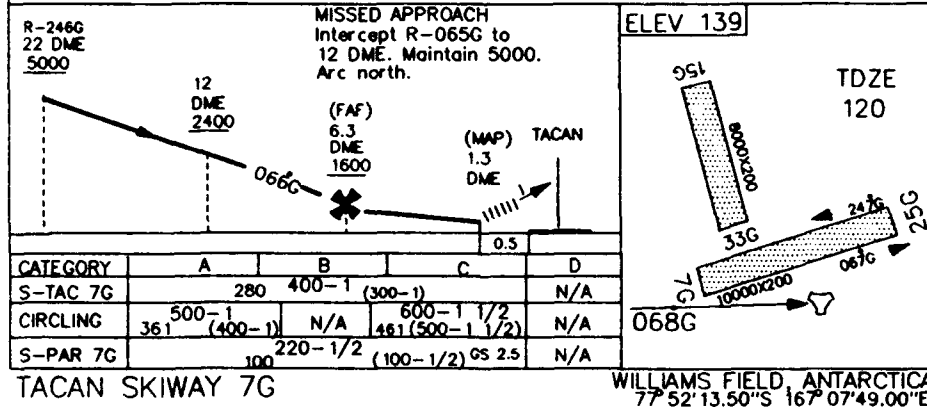 R-246G
22 DME
5000
MISSED APPROACH
Intercept R-065G to
12 DME. Maintain 5000.
Arc north.
12
DME
2400
(FAF)
6.3
DME
1600
066°G
(MAP)
1.3
DME
TACAN
0.5
CATEGORY A B C D
S-TAC 7G 280 400-1 (300-1) N/A
CIRCLING 361 500-1 (400-1) N/A 600-1 1/2 461 (500-1 1/2) N/A
S-PAR 7G 100 220-1/2 (100-1/2) GS 2.5 N/A
ELEV 139
TDZE
120
15G
8000X200
33G
247°G
25G
067°G
7G
10000X200
068G
TACAN SKIWAY 7G
WILLIAMS FIELD, ANTARCTICA
77°52'13.50"S 167°07'49.00"E